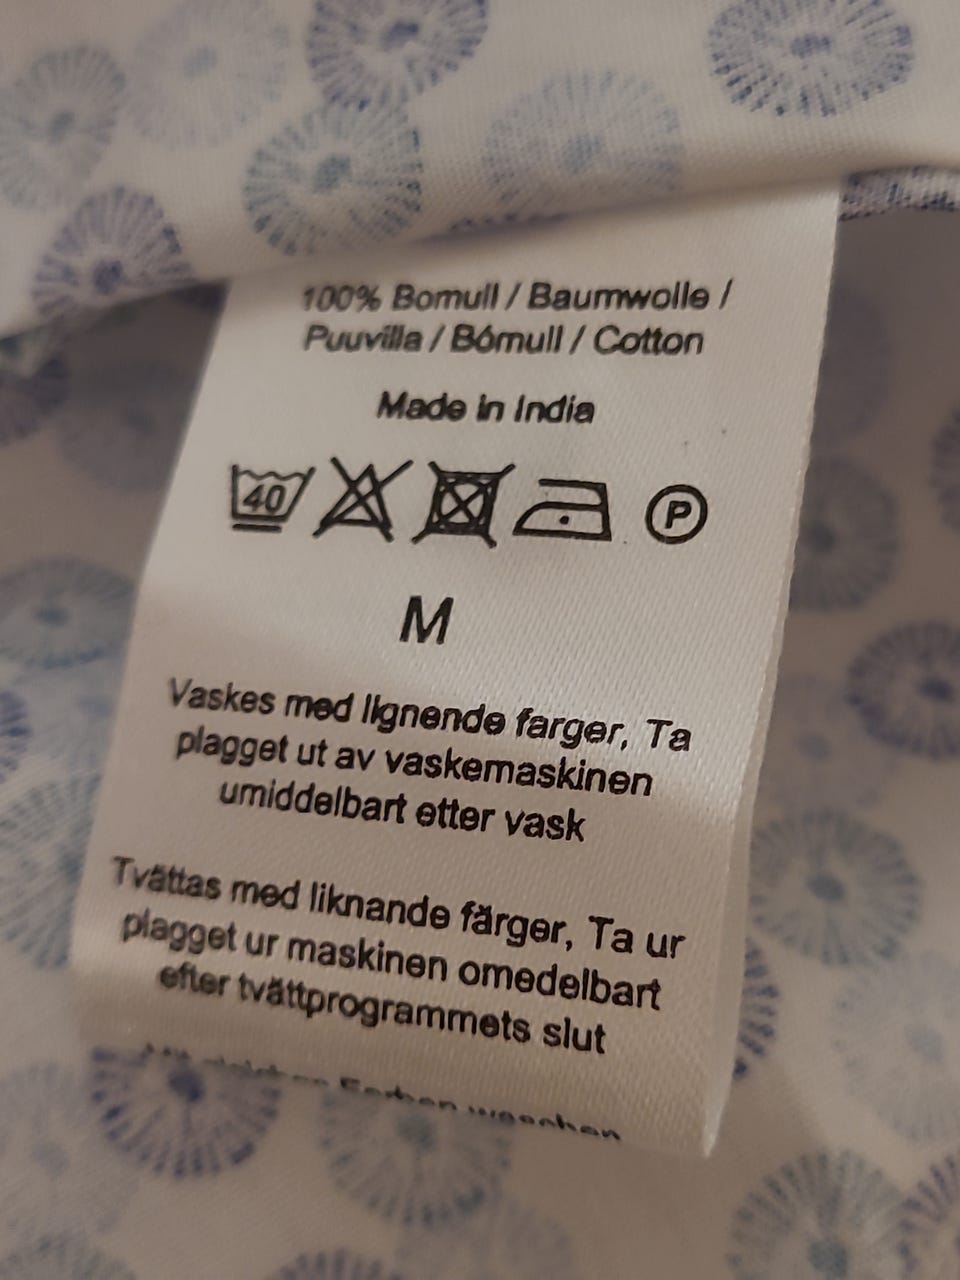 100% Bomull / Baumwolle /
Puuvilla / Bómull / Cotton
Made in India
40
P
M
Vaskes med lignende farger, Ta
plagget ut av vaskemaskinen
umiddelbart etter vask
Tvättas med liknande färger, Ta ur
plagget ur maskinen omedelbart
efter tvättprogrammets slut